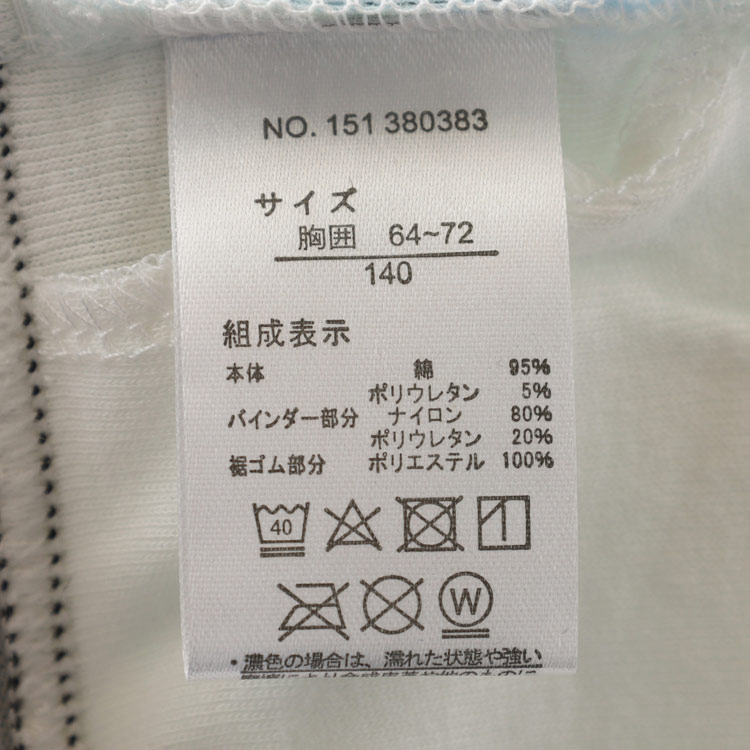 NO. 151 380383
サイズ
胸囲 64~72
140
組成表示
本体 綿 95%
ポリウレタン 5%
バインダー部分 ナイロン 80%
ポリウレタン 20%
裾ゴム部分 ポリエステル 100%
40
W
・濃色の場合は、濡れた状態や強い